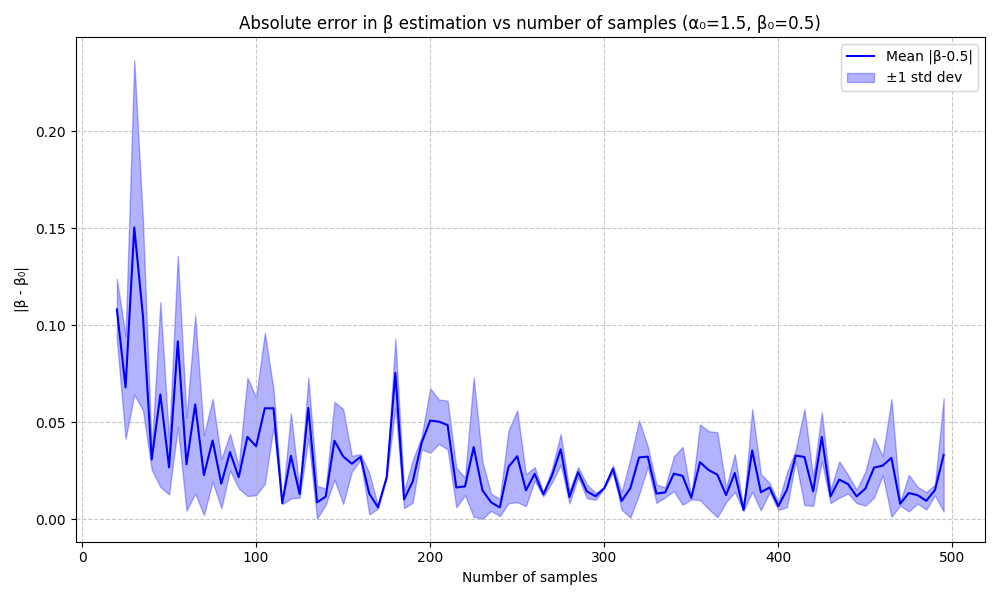 Absolute error in β estimation vs number of samples (α₀=1.5, β₀=0.5)
Mean |β-0.5|
±1 std dev
|β - β₀|
0.20
0.15
0.10
0.05
0.00
0 100 200 300 400 500
Number of samples